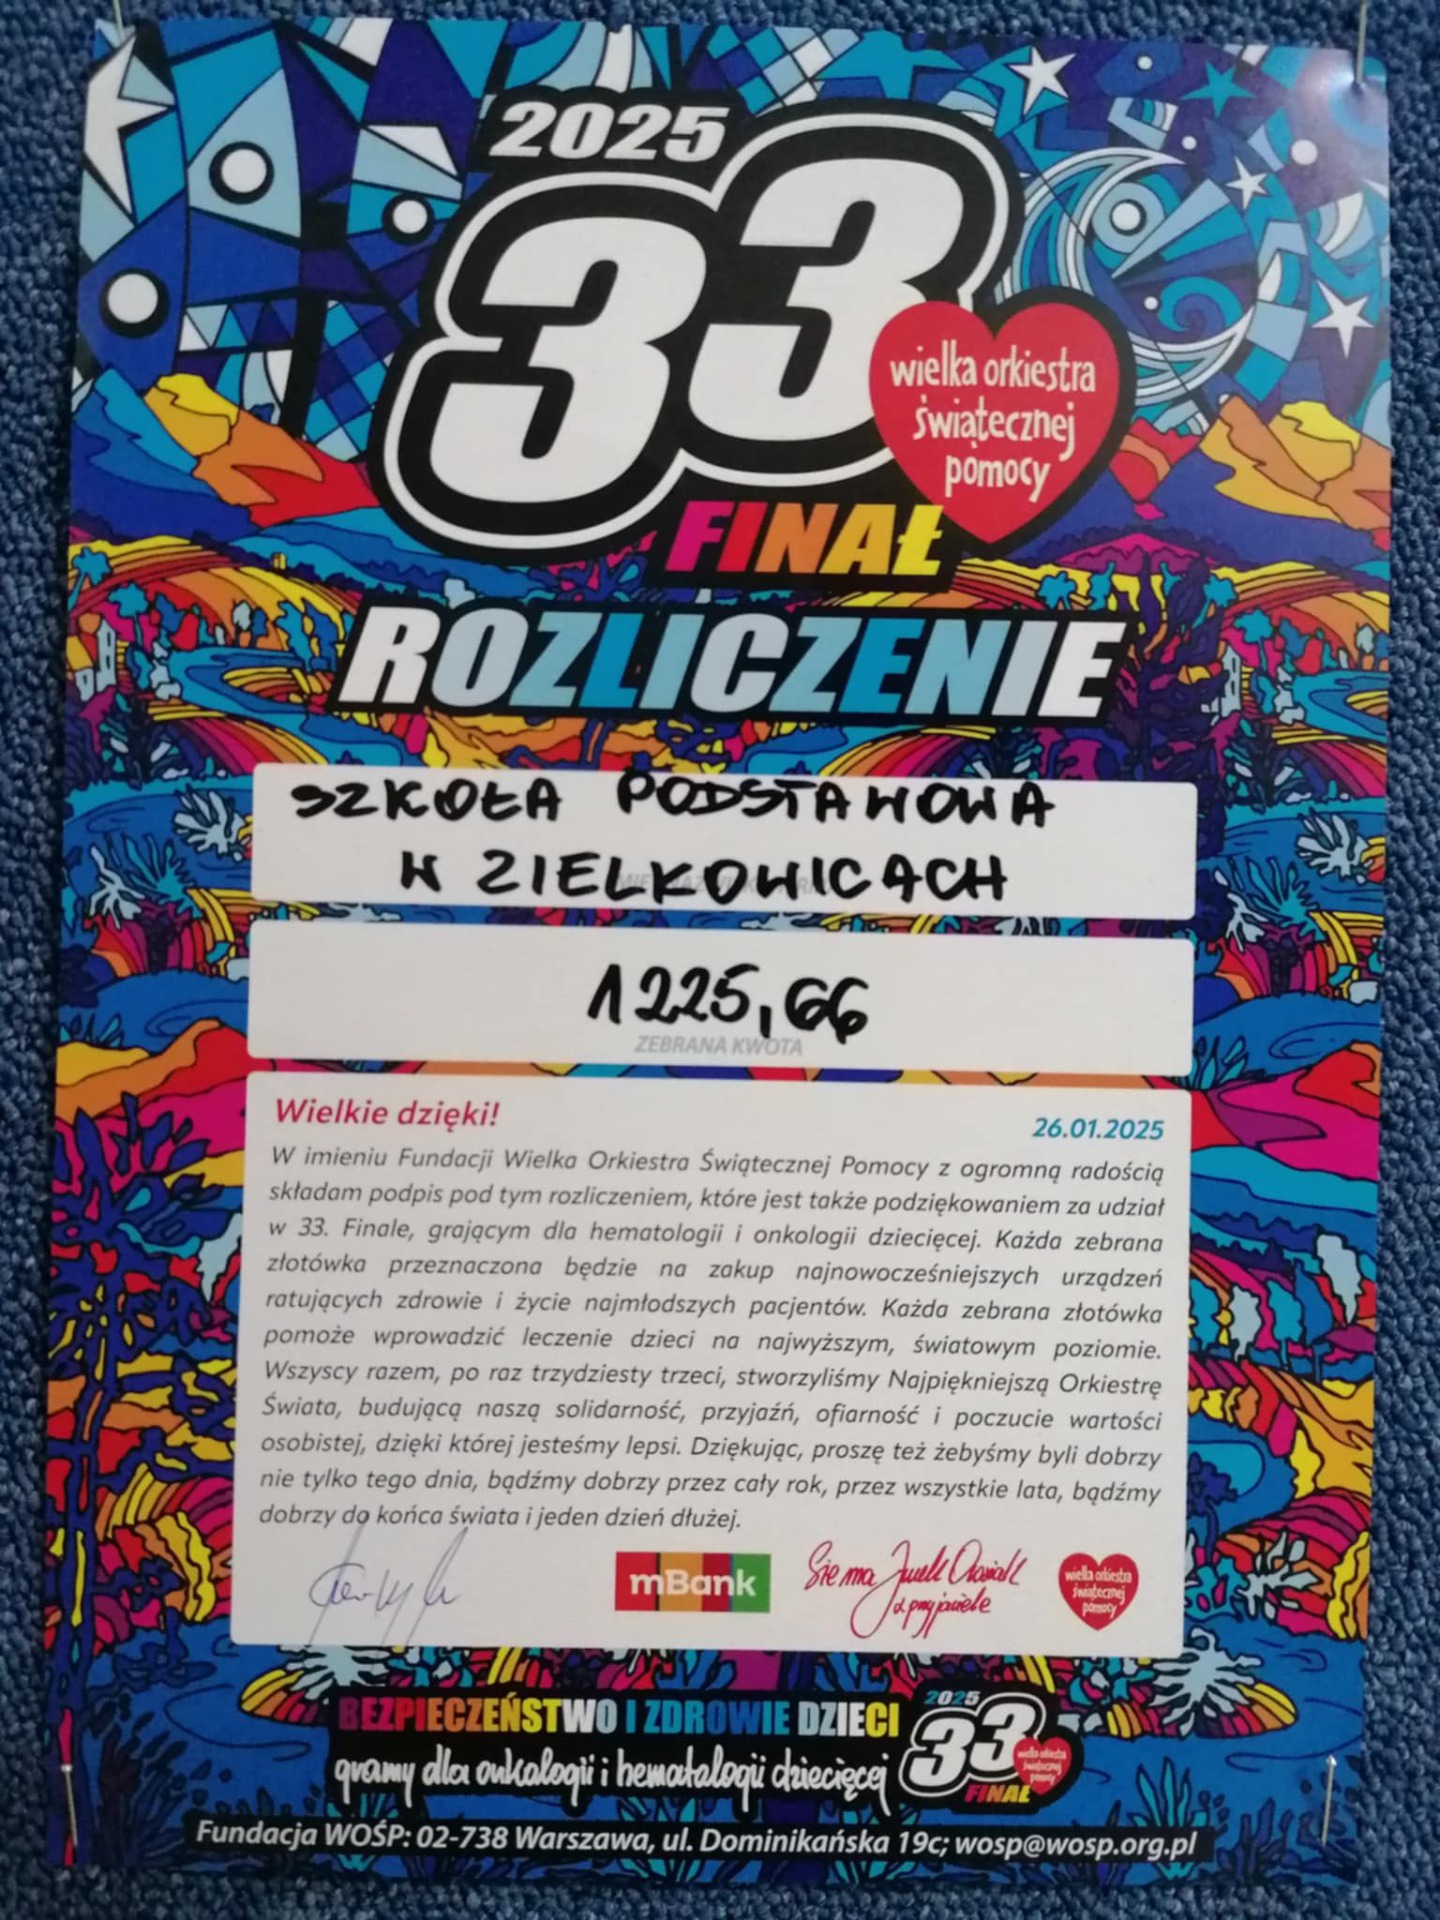 2025
33
wielka orkiestra
świątecznej
pomocy
FINAŁ
ROZLICZENIE
SZKOŁA PODSTAWOWA
W ZIELKOWICACH
1225,66
ZEBRANA KWOTA
Wielkie dzięki!
26.01.2025
W imieniu Fundacji Wielka Orkiestra Świątecznej Pomocy z ogromną radością
składam podpis pod tym rozliczeniem, które jest także podziękowaniem za udział
w 33. Finale, grającym dla hematologii i onkologii dziecięcej. Każda zebrana
złotówka przeznaczona będzie na zakup najnowocześniejszych urządzeń
ratujących zdrowie i życie najmłodszych pacjentów. Każda zebrana złotówka
pomoże wprowadzić leczenie dzieci na najwyższym, światowym poziomie.
Wszyscy razem, po raz trzydziesty trzeci, stworzyliśmy Najpiękniejszą Orkiestrę
Świata, budującą naszą solidarność, przyjaźń, ofiarność i poczucie wartości
osobistej, dzięki której jesteśmy lepsi. Dziękując, proszę też żebyśmy byli dobrzy
nie tylko tego dnia, bądźmy dobrzy przez cały rok, przez wszystkie lata, bądźmy
dobrzy do końca świata i jeden dzień dłużej.
mBank
Sie ma Jurek Owsiak
z przyjaciele
wielka orkiestra
świątecznej
pomocy
BEZPIECZEŃSTWO I ZDROWIE DZIECI
gramy dla onkologii i hematologii dziecięcej
2025
33
wielka orkiestra
świątecznej
pomocy
FINAŁ
Fundacja WOŚP: 02-738 Warszawa, ul. Dominikańska 19c; wosp@wosp.org.pl